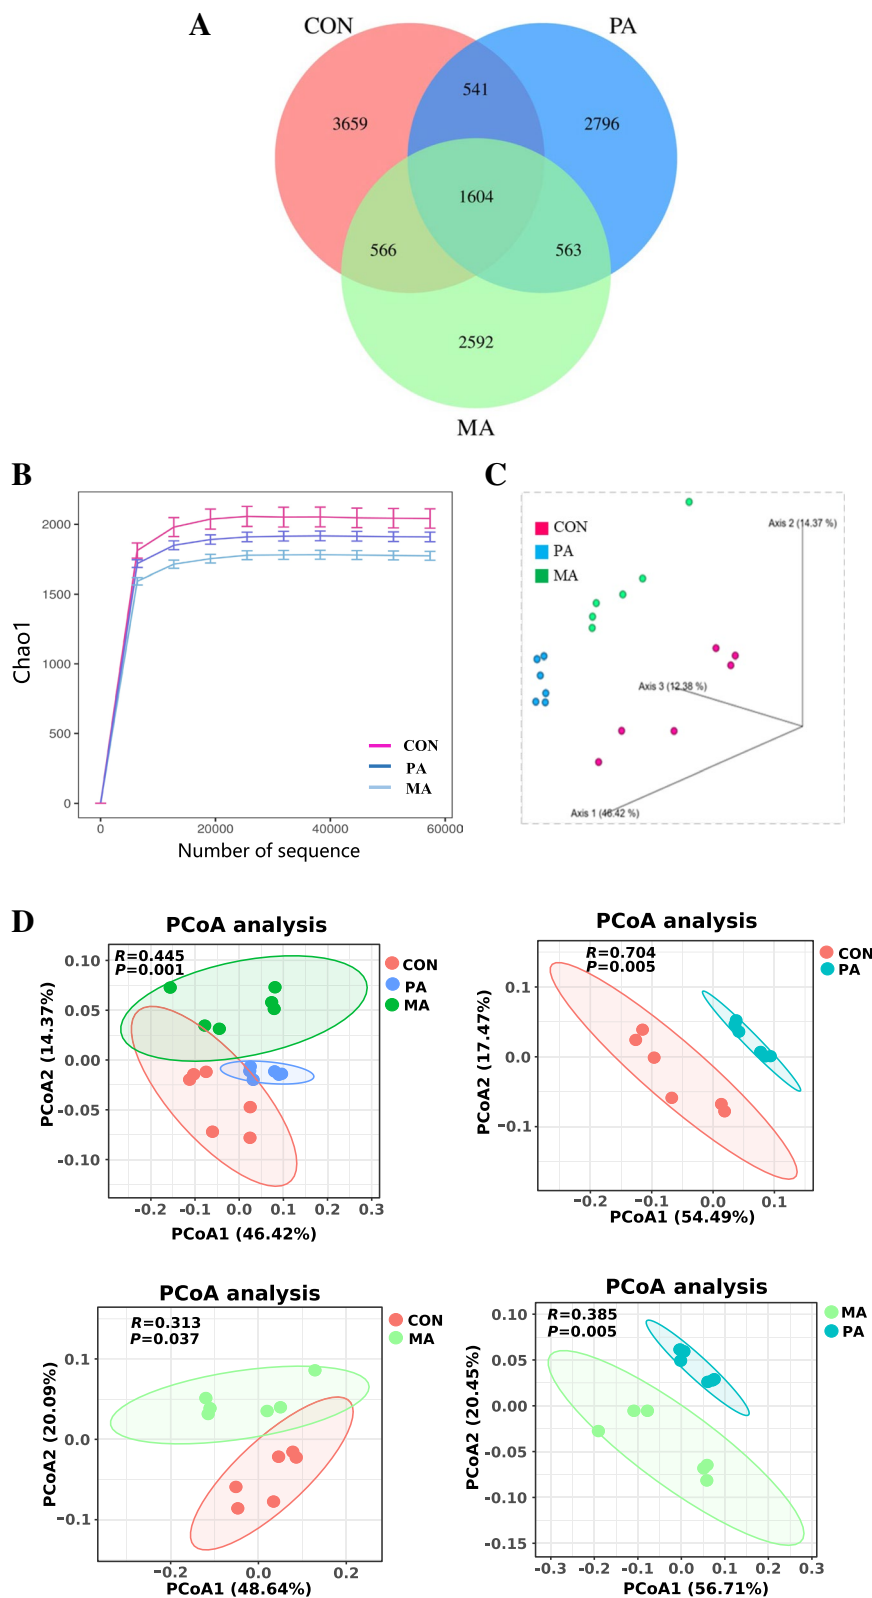 A
CON
PA
541
3659
2796
1604
566
563
2592
MA
B
2000
1500
1000
500
0
Chao1
CON
PA
MA
0
20000
40000
60000
Number of sequence
C
CON
PA
MA
Axis 2 (14.37 %)
Axis 3 (12.38 %)
Axis 1 (46.42 %)
D
PCoA analysis
R=0.445
P=0.001
CON
PA
MA
0.10
0.05
0.00
-0.05
-0.10
PCoA2 (14.37%)
-0.2
-0.1
0.0
0.1
0.2
0.3
PCoA1 (46.42%)
PCoA analysis
R=0.704
P=0.005
CON
PA
0.1
0.0
-0.1
PCoA2 (17.47%)
-0.2
-0.1
0.0
0.1
PCoA1 (54.49%)
PCoA analysis
R=0.313
P=0.037
CON
MA
0.1
0.0
-0.1
PCoA2 (20.09%)
-0.2
0.0
0.2
PCoA1 (48.64%)
PCoA analysis
R=0.385
P=0.005
MA
PA
0.10
0.05
0.00
-0.05
-0.10
-0.15
PCoA2 (20.45%)
-0.3
-0.2
-0.1
0.0
0.1
0.2
0.3
PCoA1 (56.71%)